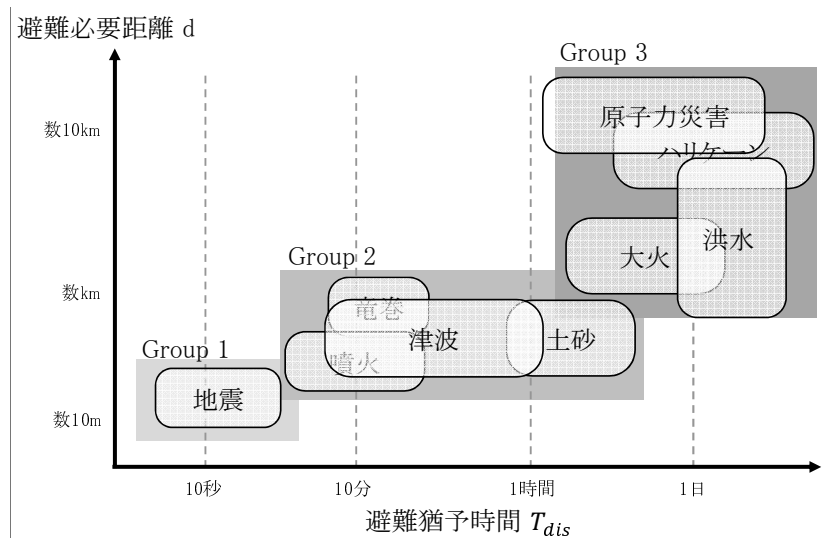 避難必要距離 d
Group 3
数10km
原子力災害
ハリケーン
洪水
大火
数km
Group 2
竜巻
津波
土砂
噴火
Group 1
地震
数10m
10秒
10分
1時間
1日
避難猶予時間 T_dis